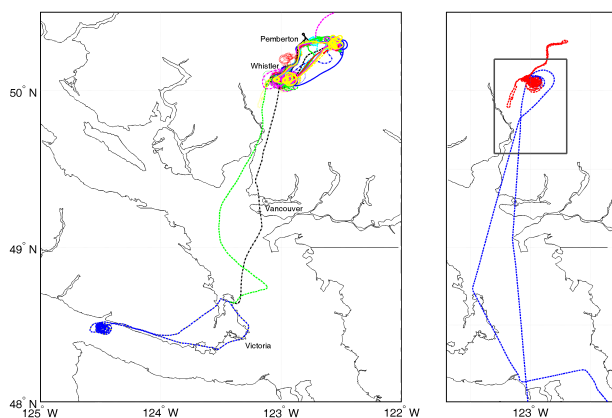 Pemberton
Whistler
50° N
Vancouver
49° N
Victoria
48° N
125° W
124° W
123° W
122° W
123° W